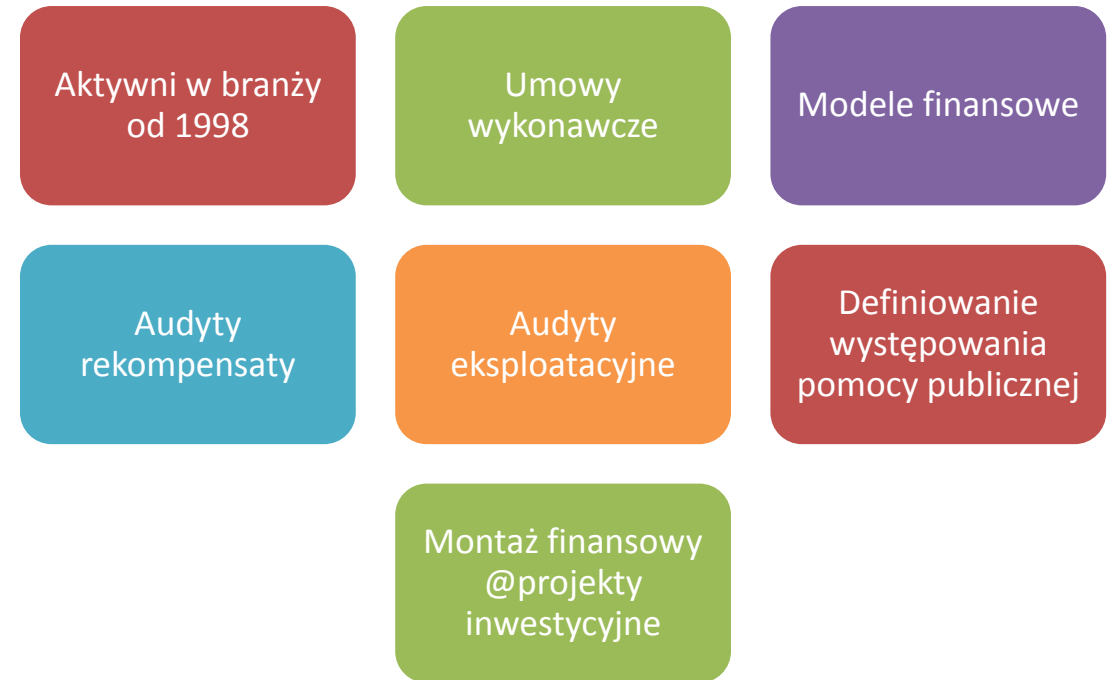 Aktywni w branży
od 1998
Umowy
wykonawcze
Modele finansowe
Audyty
rekompensaty
Audyty
eksploatacyjne
Definiowanie
występowania
pomocy publicznej
Montaż finansowy
@projekty
inwestycyjne